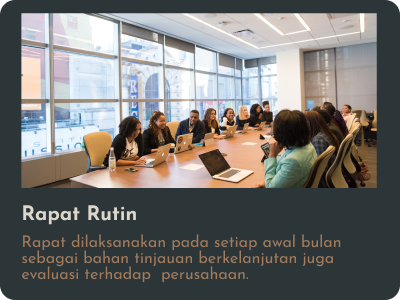 Rapat Rutin
Rapat dilaksanakan pada setiap awal bulan
sebagai bahan tinjauan berkelanjutan juga
evaluasi terhadap  perusahaan.